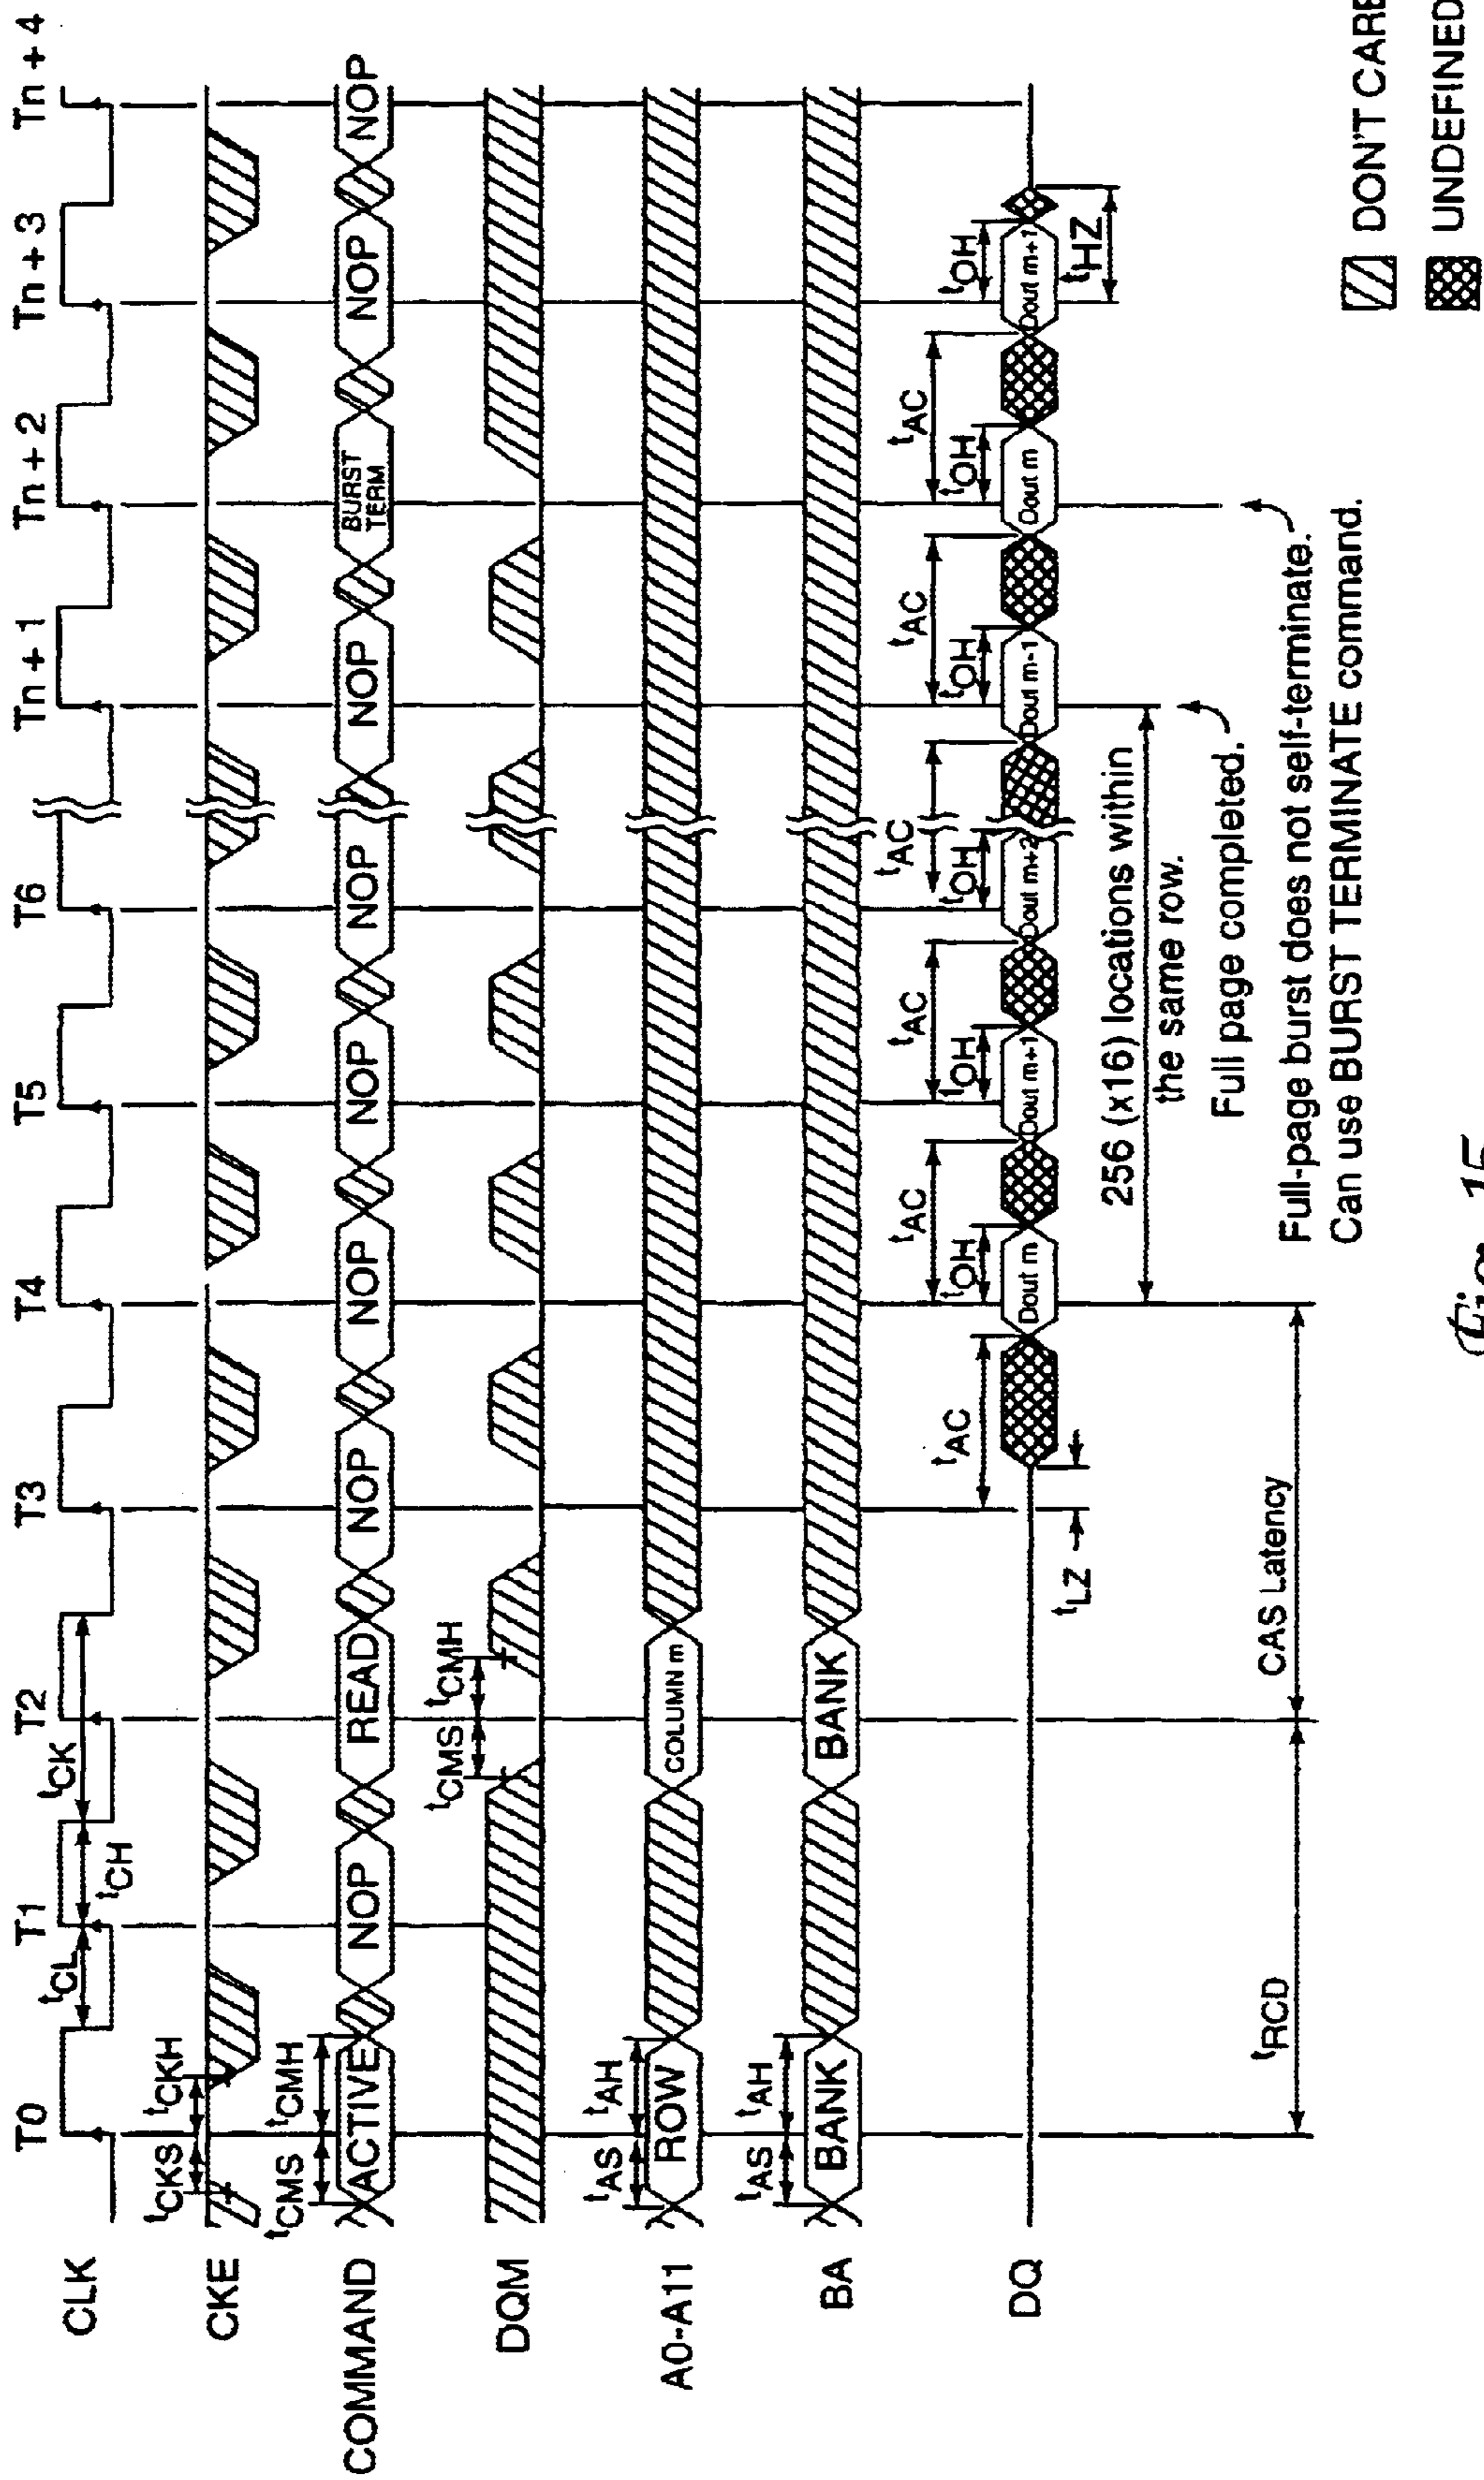 T0 T1 T2 T3 T4 T5 T6 Tn + 1 Tn + 2 Tn + 3 Tn + 4
CLK
tCL tCH tCK
tCKS tCKH
CKE
tCMS tCMH
COMMAND ACTIVE NOP READ NOP NOP NOP NOP NOP BURST TERM NOP NOP
tCMS tCMH
DQM
tAS tAH
A0-A11 ROW COLUMN m
tAS tAH
BA BANK BANK
tAC tAC tAC tAC tAC tAC
tOH tOH tOH tOH tOH tOH
DQ Dout m Dout m+1 Dout m+2 Dout m-1 Dout m Dout m+1
tLZ
tHZ
256 (x16) locations within
the same row.
Full page completed.
tRCD CAS Latency
Full-page burst does not self-terminate.
Can use BURST TERMINATE command.
DON'T CARE
UNDEFINED